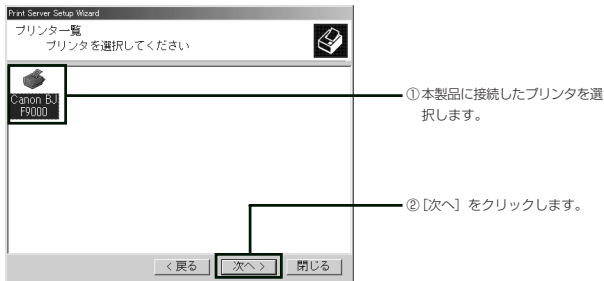 Print Server Setup Wizard
プリンター覧
プリンタを選択してください
Canon BJ
F9000
①本製品に接続したプリンタを選
択します。
②[次へ] をクリックします。
< 戻る
次へ >
閉じる